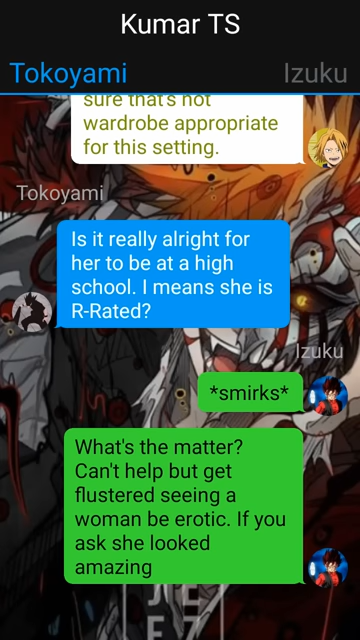 Kumar TS
Tokoyami Izuku
sure that's not
wardrobe appropriate
for this setting.
Tokoyami
Is it really alright for
her to be at a high
school. I means she is
R-Rated?
Izuku
*smirks*
What's the matter?
Can't help but get
flustered seeing a
woman be erotic. If you
ask she looked
amazing